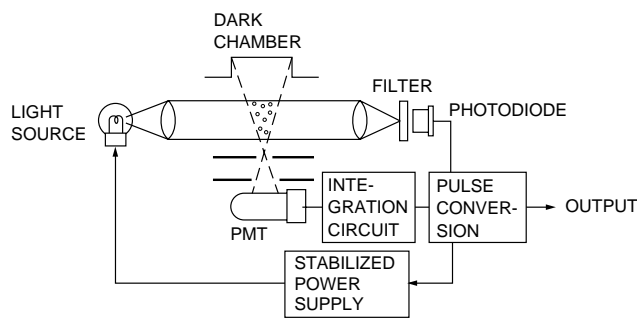 DARK
CHAMBER
FILTER
LIGHT
SOURCE
PHOTODIODE
INTE-
GRATION
CIRCUIT
PULSE
CONVER-
SION
OUTPUT
PMT
STABILIZED
POWER
SUPPLY